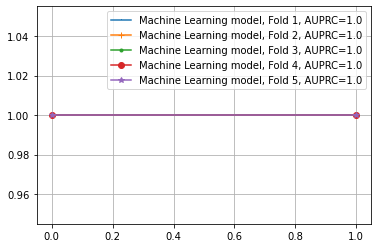 Machine Learning model, Fold 1, AUPRC=1.0
Machine Learning model, Fold 2, AUPRC=1.0
Machine Learning model, Fold 3, AUPRC=1.0
Machine Learning model, Fold 4, AUPRC=1.0
Machine Learning model, Fold 5, AUPRC=1.0
1.04
1.02
1.00
0.98
0.96
0.0 0.2 0.4 0.6 0.8 1.0